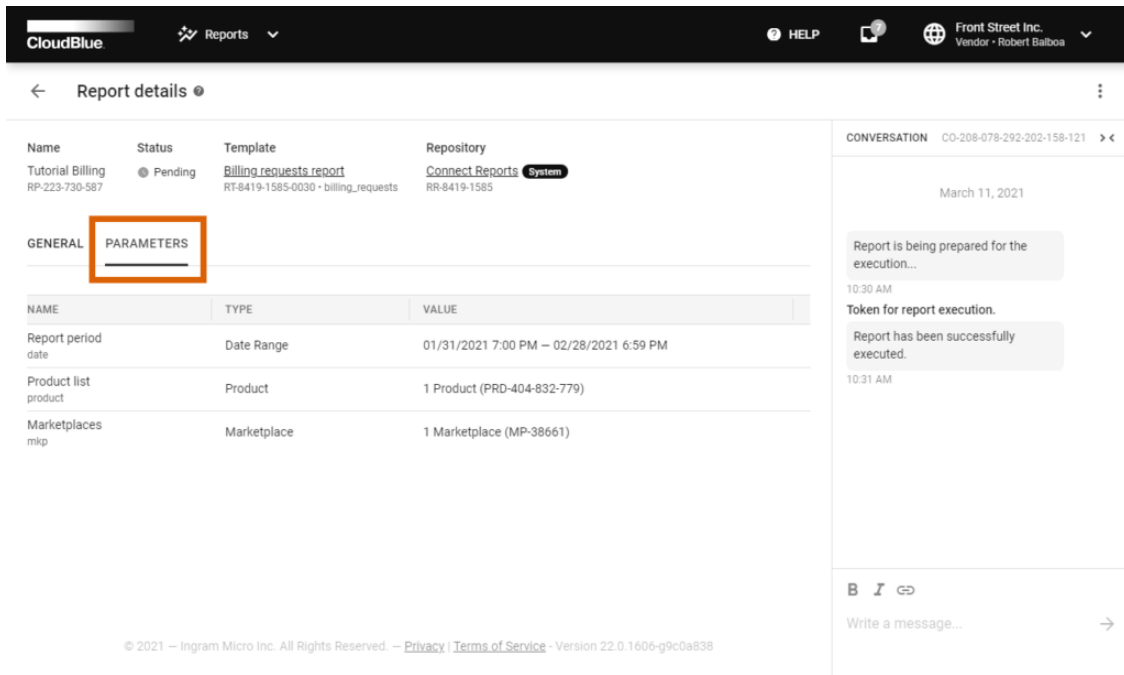 CloudBlue
Reports
HELP
7
Front Street Inc.
Vendor • Robert Balboa
Report details
Name
Status
Template
Repository
Tutorial Billing
Pending
Billing requests report
Connect Reports System
RP-223-730-587
RT-8419-1585-0030 • billing_requests
RR-8419-1585
GENERAL
PARAMETERS
NAME
TYPE
VALUE
Report period
date
Date Range
01/31/2021 7:00 PM — 02/28/2021 6:59 PM
Product list
product
Product
1 Product (PRD-404-832-779)
Marketplaces
mkp
Marketplace
1 Marketplace (MP-38661)
CONVERSATION CO-208-078-292-202-158-121
March 11, 2021
Report is being prepared for the
execution...
10:30 AM
Token for report execution.
Report has been successfully
executed.
10:31 AM
B I
Write a message...
© 2021 — Ingram Micro Inc. All Rights Reserved. — Privacy | Terms of Service - Version 22.0.1606-g9c0a838